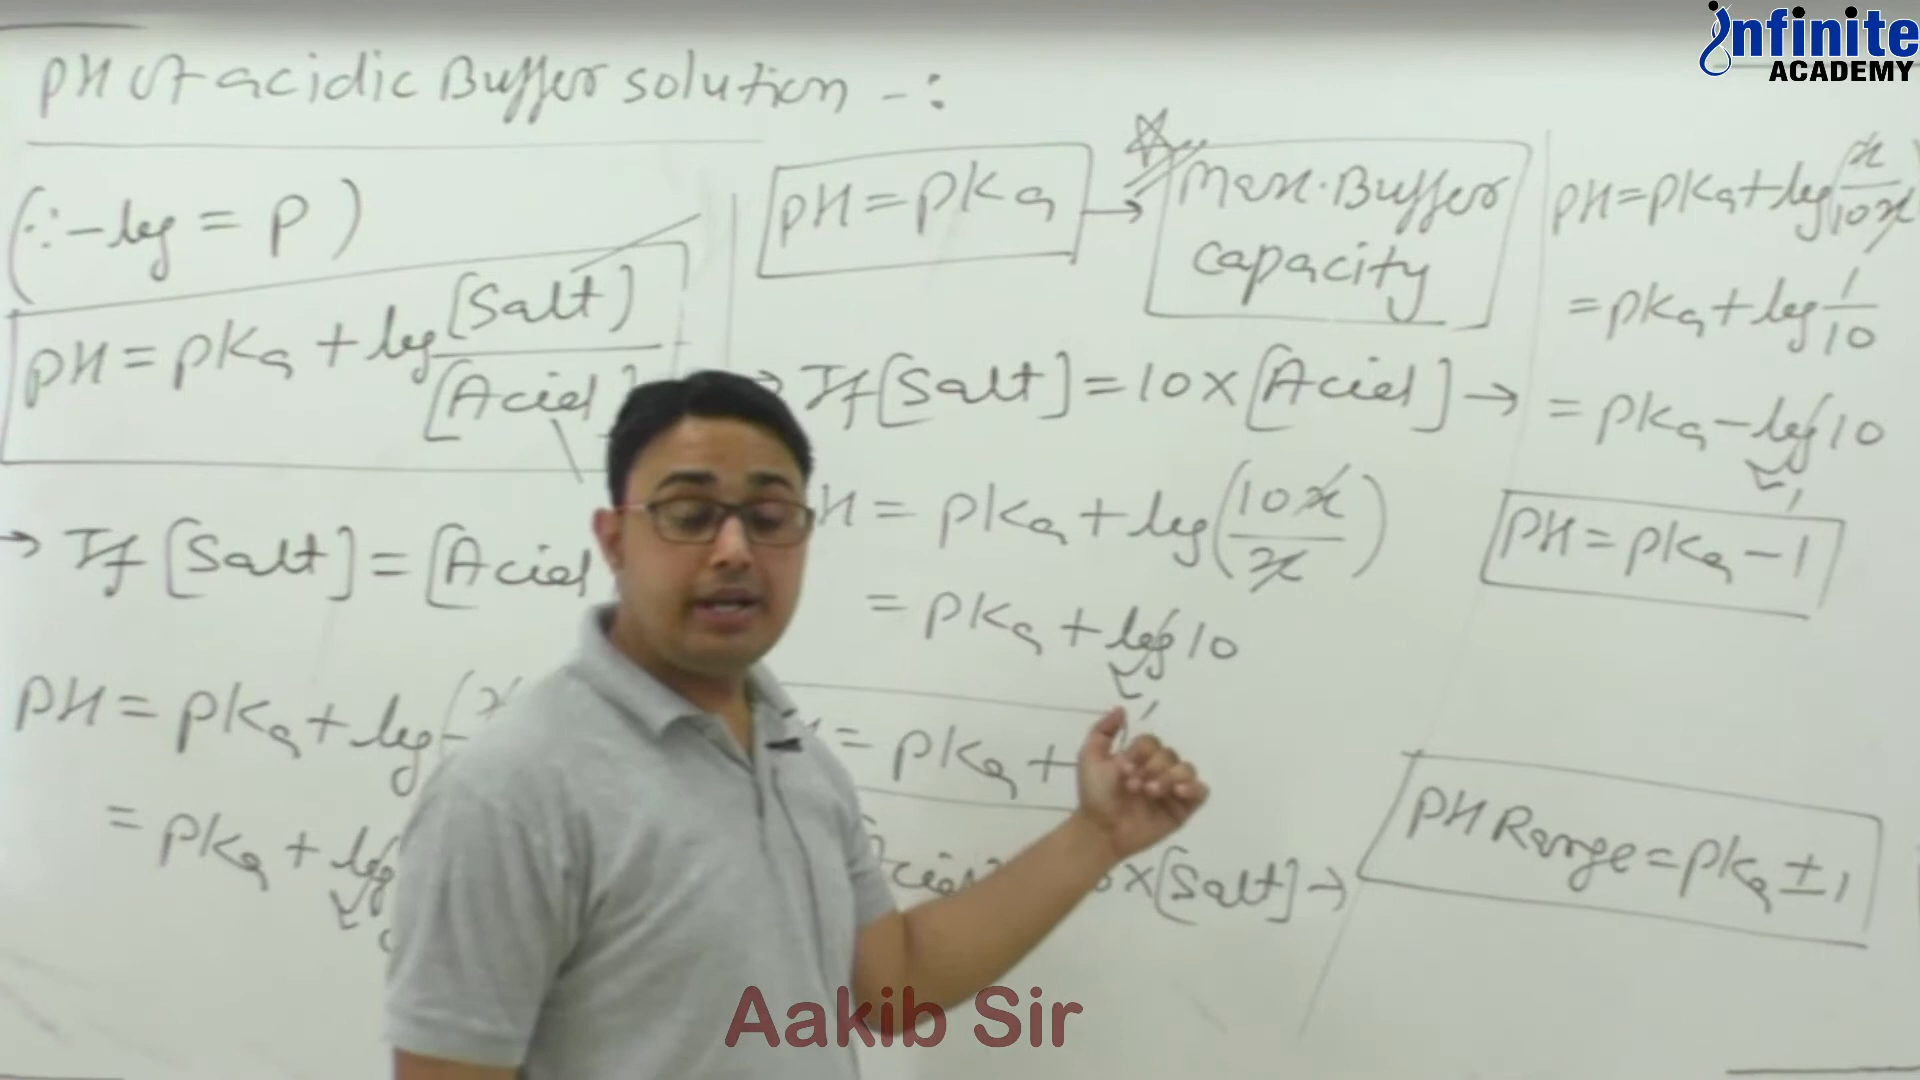 Infinite
ACADEMY
PH of acidic Buffer solution -:
(∵ -log = P)
PH = PKa + log [Salt]/[Acid]
→ If [Salt] = [Acid
PH = PKa + log (x
= PKa + log
PH = PKa → Max. Buffer capacity
If [Salt] = 10 X [Acid] →
H = PKa + log (10x/x)
= PKa + log 10
1
= PKa +
X [Salt] →
PH = PKa + log (x/10x)
= PKa + log 1/10
= PKa - log 10
1
PH = PKa - 1
PH Range = PKa ± 1
Aakib Sir